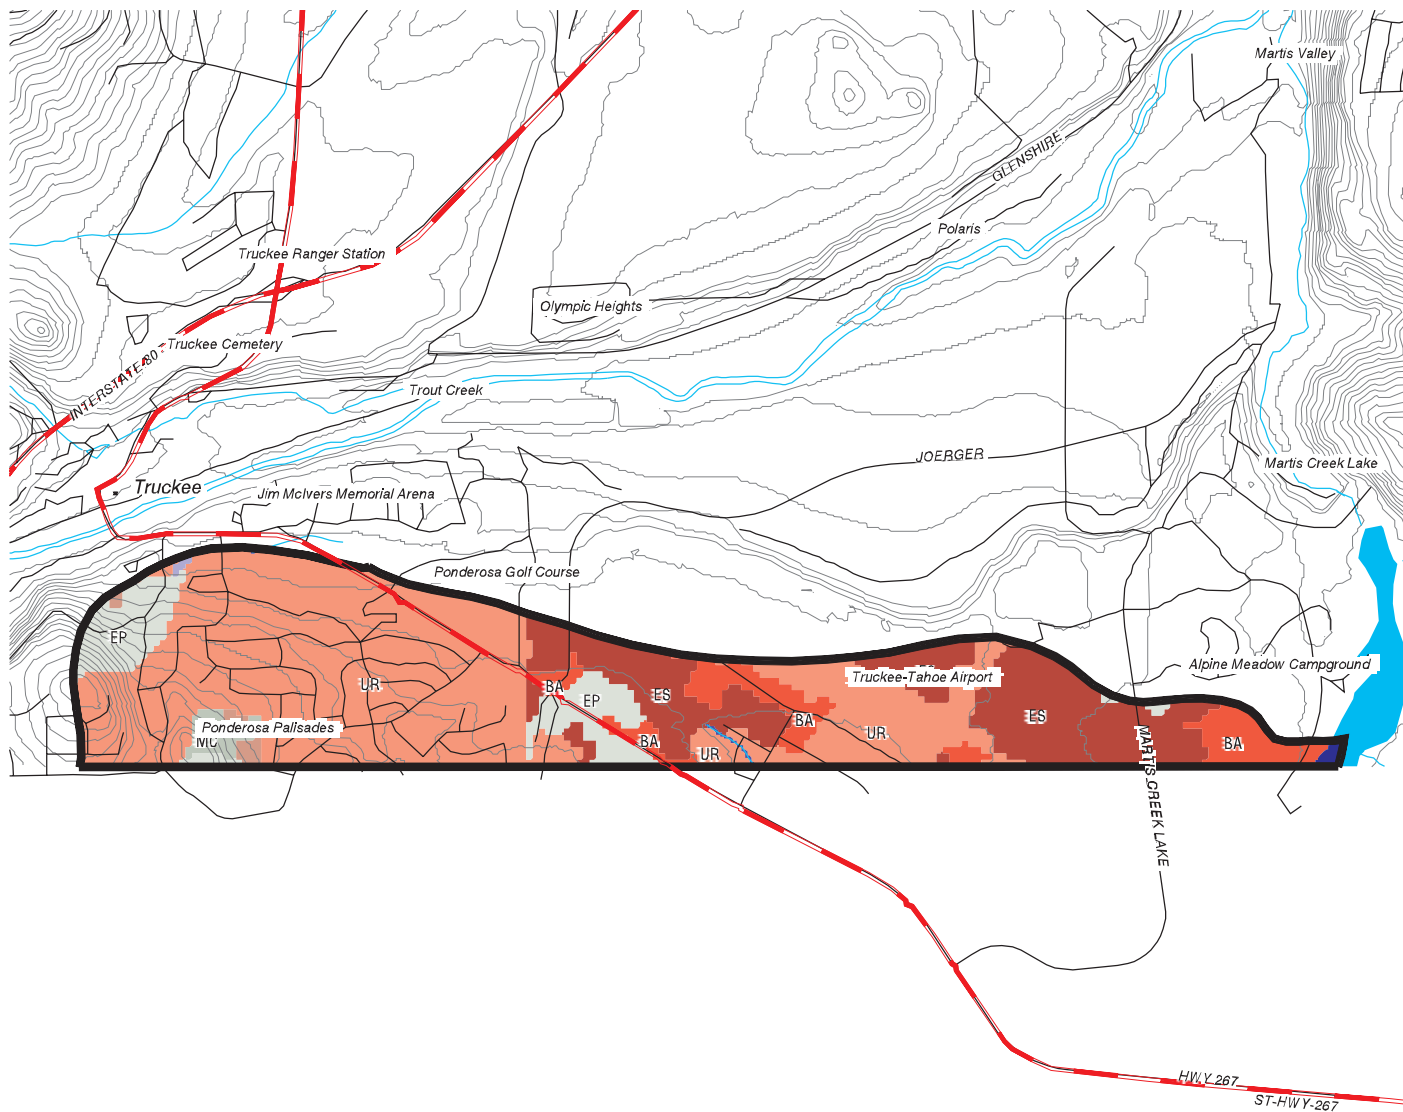 Martis Valley
GLENSHIRE
Polaris
Truckee Ranger Station
Olympic Heights
Truckee Cemetery
INTERSTATE 80
Trout Creek
JOERGER
Martis Creek Lake
Truckee
Jim McIvers Memorial Arena
Ponderosa Golf Course
EP
UR
BA
EP
ES
Truckee-Tahoe Airport
Alpine Meadow Campground
ES
BA
UR
Ponderosa Palisades
MC
BA
UR
BA
MARTIS CREEK LAKE
HWY 267
ST-HWY-267